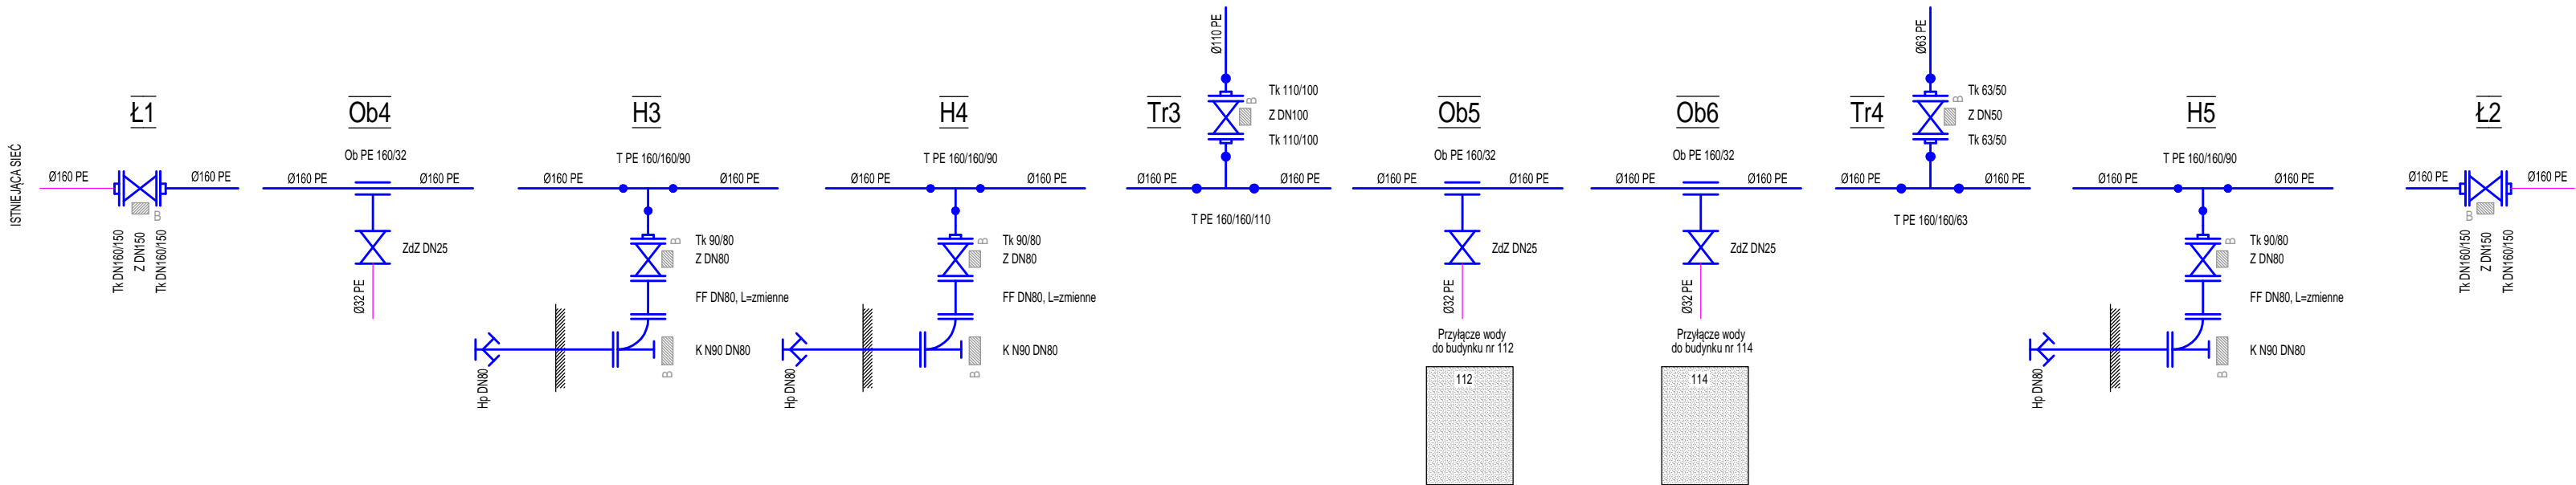 ISTNIEJĄCA SIEĆ
Ł1
Ø160 PE
Ø160 PE
B
Tk DN160/150
Z DN150
Tk DN160/150
Ob4
Ob PE 160/32
Ø160 PE
Ø160 PE
ZdZ DN25
Ø32 PE
H3
T PE 160/160/90
Ø160 PE
Ø160 PE
B
Tk 90/80
Z DN80
FF DN80, L=zmienne
K N90 DN80
B
Hp DN80
H4
T PE 160/160/90
Ø160 PE
Ø160 PE
B
Tk 90/80
Z DN80
FF DN80, L=zmienne
K N90 DN80
B
Hp DN80
Tr3
Ø110 PE
Tk 110/100
B
Z DN100
Tk 110/100
Ø160 PE
Ø160 PE
T PE 160/160/110
Ob5
Ob PE 160/32
Ø160 PE
Ø160 PE
ZdZ DN25
Ø32 PE
Przyłącze wody
do budynku nr 112
112
Ob6
Ob PE 160/32
Ø160 PE
Ø160 PE
ZdZ DN25
Ø32 PE
Przyłącze wody
do budynku nr 114
114
Tr4
Ø63 PE
Tk 63/50
B
Z DN50
Tk 63/50
Ø160 PE
Ø160 PE
T PE 160/160/63
H5
T PE 160/160/90
Ø160 PE
Ø160 PE
B
Tk 90/80
Z DN80
FF DN80, L=zmienne
K N90 DN80
B
Hp DN80
Ł2
Ø160 PE
Ø160 PE
B
Tk DN160/150
Z DN150
Tk DN160/150